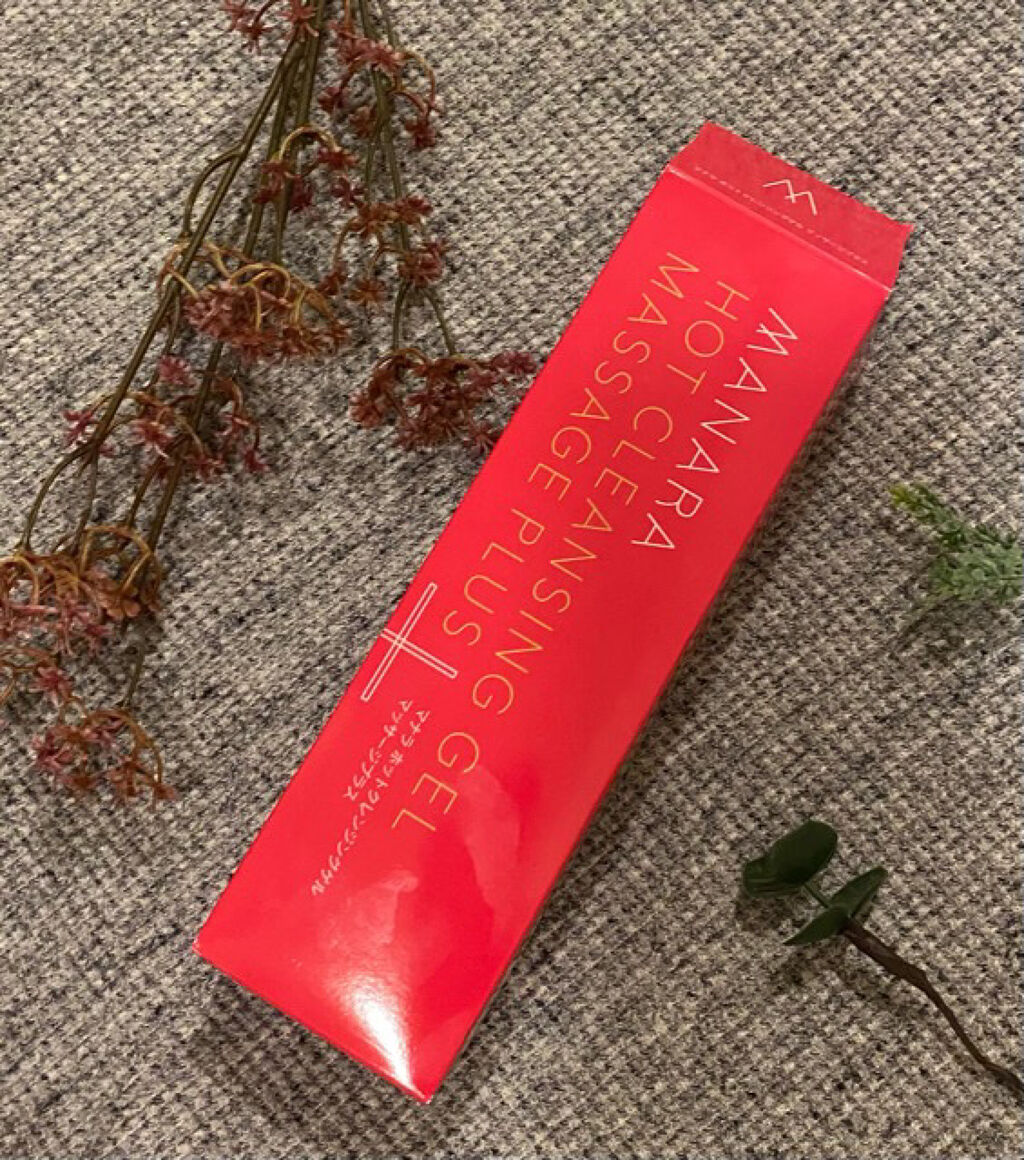 MANARA
HOT CLEANSING GEL
MASSAGE PLUS
マナラ ホットクレンジングゲル
マッサージプラス